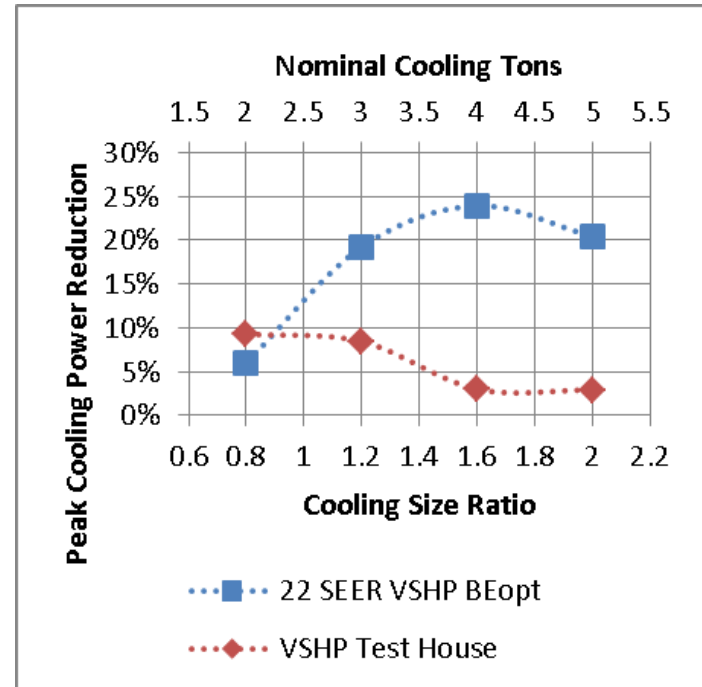 Nominal Cooling Tons
1.5 2 2.5 3 3.5 4 4.5 5 5.5
Peak Cooling Power Reduction
30%
25%
20%
15%
10%
5%
0%
0.6 0.8 1 1.2 1.4 1.6 1.8 2 2.2
Cooling Size Ratio
22 SEER VSHP BEopt
VSHP Test House